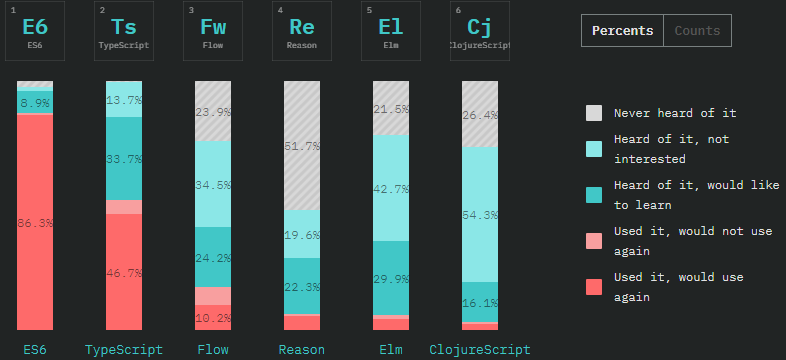 1
E6
ES6
2
Ts
TypeScript
3
Fw
Flow
4
Re
Reason
5
El
Elm
6
Cj
ClojureScript
Percents
Counts
8.9%
86.3%
13.7%
33.7%
46.7%
23.9%
34.5%
24.2%
10.2%
51.7%
19.6%
22.3%
21.5%
42.7%
29.9%
26.4%
54.3%
16.1%
Never heard of it
Heard of it, not
interested
Heard of it, would like
to learn
Used it, would not use
again
Used it, would use
again
ES6
TypeScript
Flow
Reason
Elm
ClojureScript